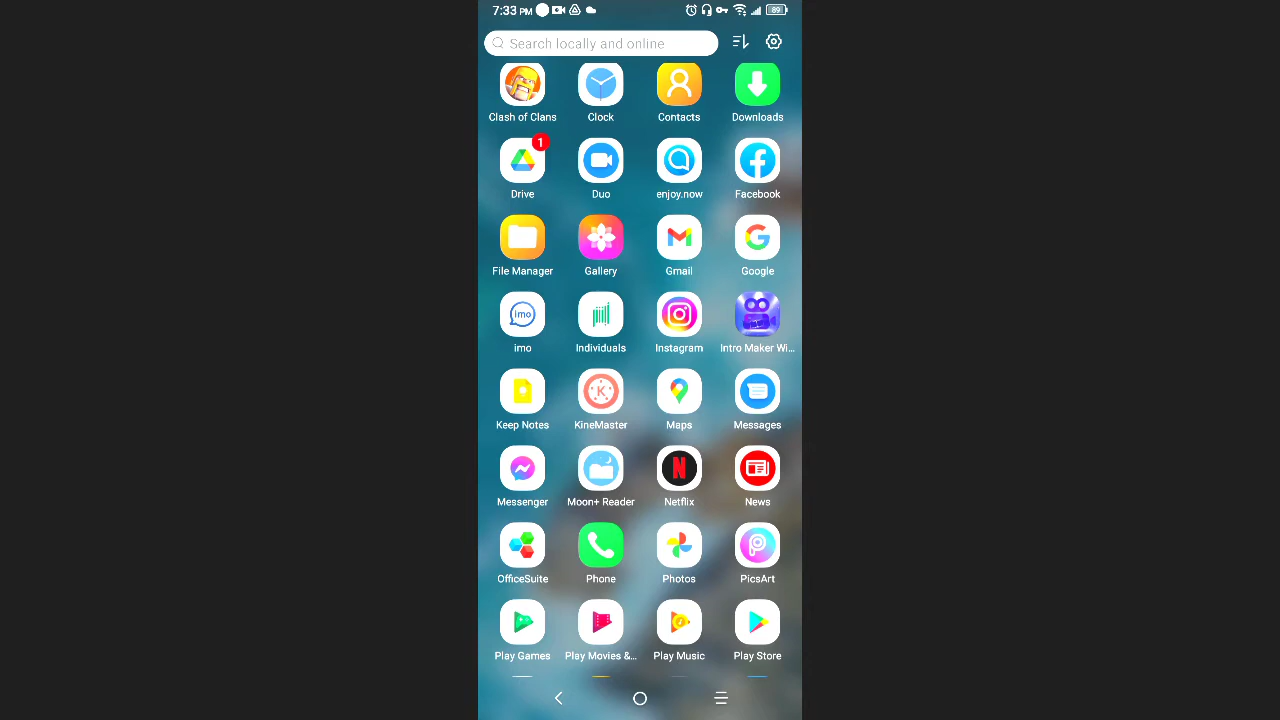 7:33 PM 89
Search locally and online
Clash of Clans Clock Contacts Downloads
1
Drive Duo enjoy.now Facebook
File Manager Gallery Gmail Google
imo
imo Individuals Instagram Intro Maker Wi...
K
Keep Notes KineMaster Maps Messages
N
Messenger Moon+ Reader Netflix News
OfficeSuite Phone Photos PicsArt
Play Games Play Movies &... Play Music Play Store